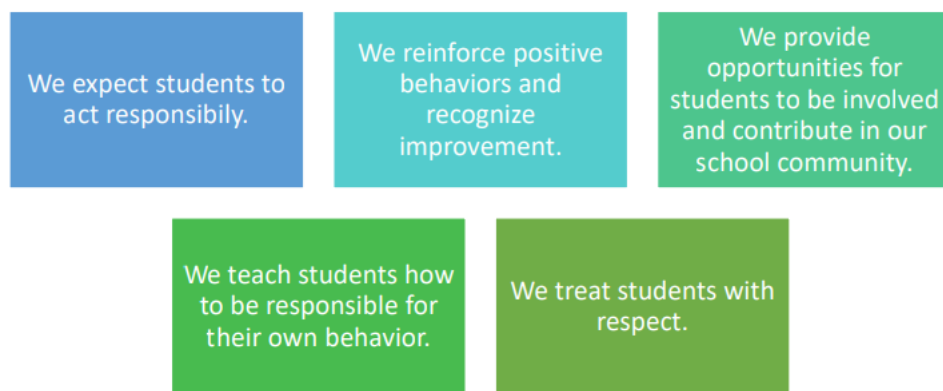 We expect students to
act responsibily.
We reinforce positive
behaviors and
recognize
improvement.
We provide
opportunities for
students to be involved
and contribute in our
school community.
We teach students how
to be responsible for
their own behavior.
We treat students with
respect.